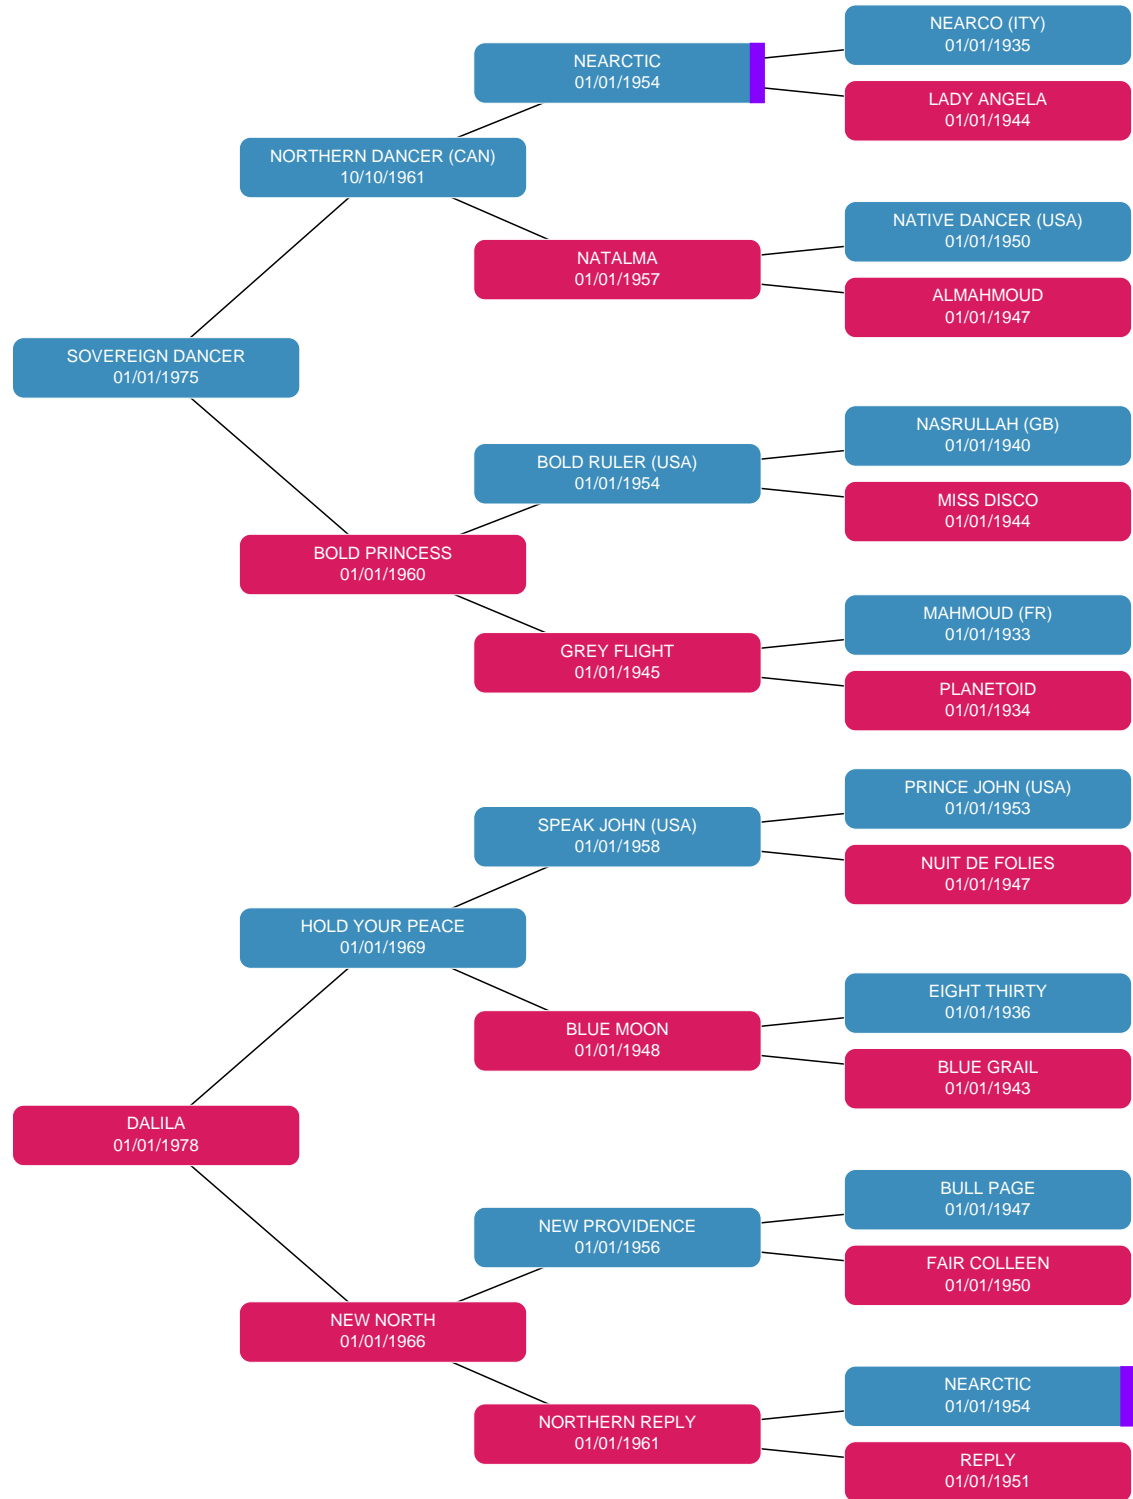 NEARCO (ITY)
01/01/1935
NEARCTIC
01/01/1954
LADY ANGELA
01/01/1944
NORTHERN DANCER (CAN)
10/10/1961
NATIVE DANCER (USA)
01/01/1950
NATALMA
01/01/1957
ALMAHMOUD
01/01/1947
SOVEREIGN DANCER
01/01/1975
NASRULLAH (GB)
01/01/1940
BOLD RULER (USA)
01/01/1954
MISS DISCO
01/01/1944
BOLD PRINCESS
01/01/1960
MAHMOUD (FR)
01/01/1933
GREY FLIGHT
01/01/1945
PLANETOID
01/01/1934
PRINCE JOHN (USA)
01/01/1953
SPEAK JOHN (USA)
01/01/1958
NUIT DE FOLIES
01/01/1947
HOLD YOUR PEACE
01/01/1969
EIGHT THIRTY
01/01/1936
BLUE MOON
01/01/1948
BLUE GRAIL
01/01/1943
DALILA
01/01/1978
BULL PAGE
01/01/1947
NEW PROVIDENCE
01/01/1956
FAIR COLLEEN
01/01/1950
NEW NORTH
01/01/1966
NEARCTIC
01/01/1954
NORTHERN REPLY
01/01/1961
REPLY
01/01/1951